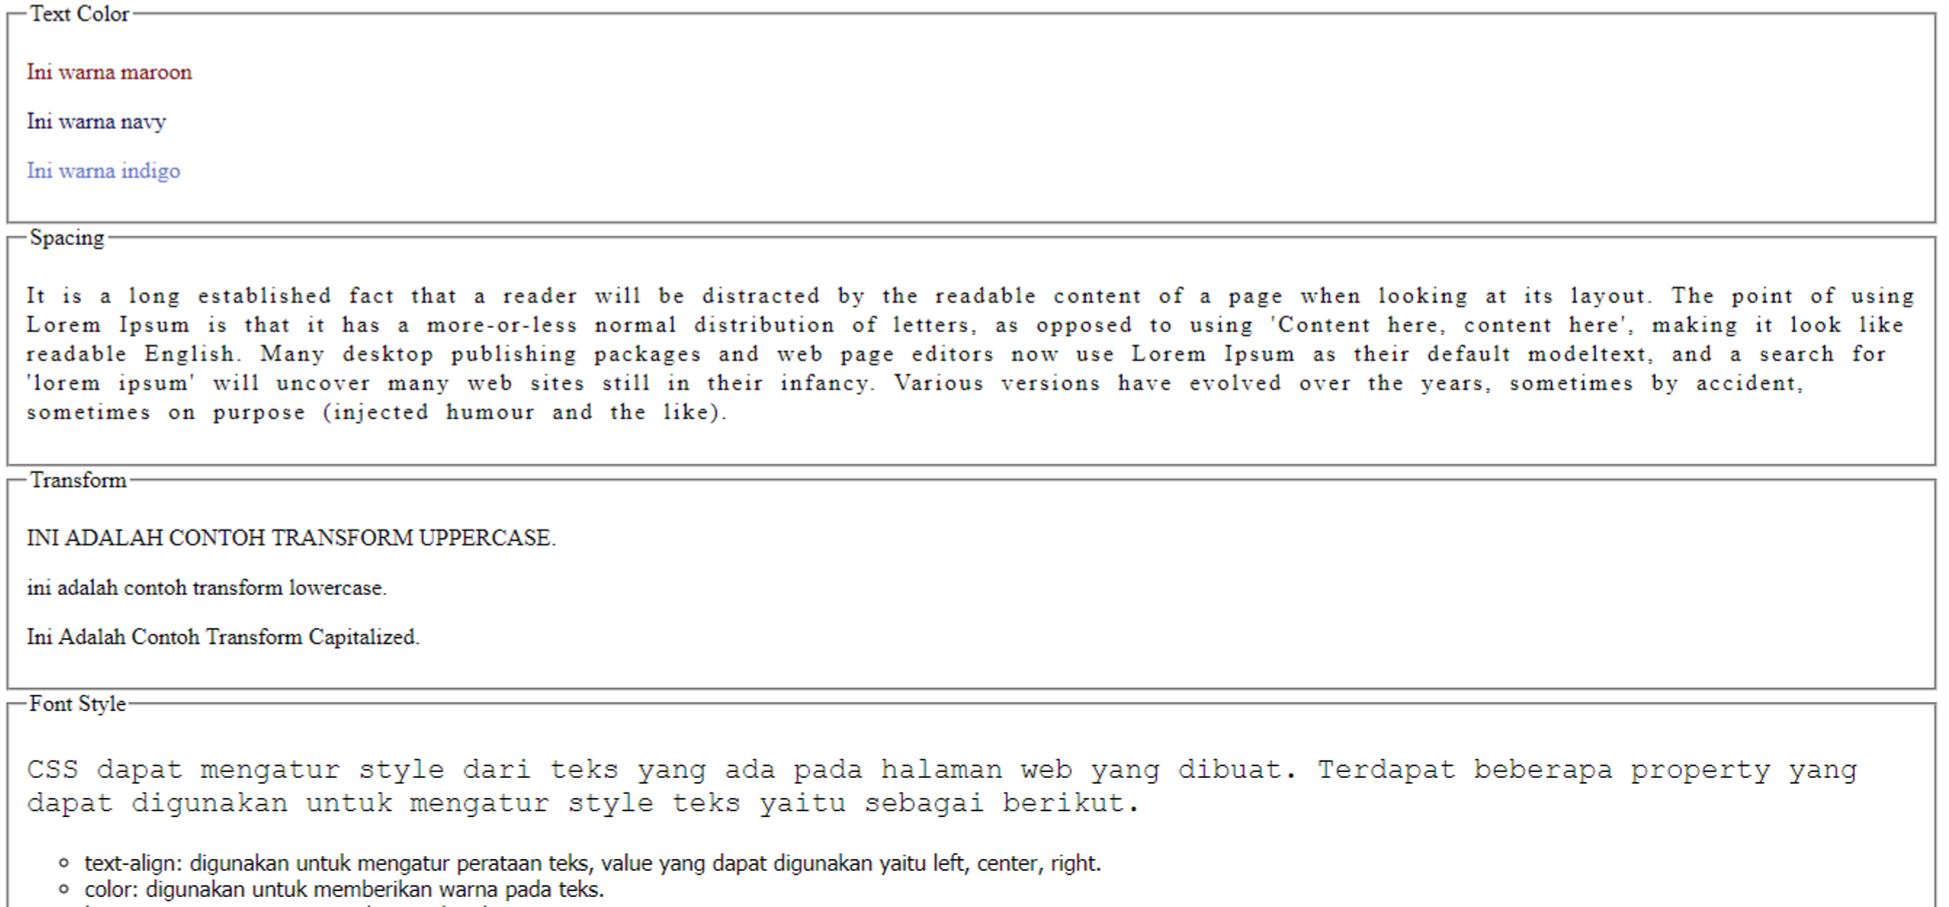 Text Color
Ini warna maroon
Ini warna navy
Ini warna indigo
Spacing
It is a long established fact that a reader will be distracted by the readable content of a page when looking at its layout. The point of using
Lorem Ipsum is that it has a more-or-less normal distribution of letters, as opposed to using 'Content here, content here', making it look like
readable English. Many desktop publishing packages and web page editors now use Lorem Ipsum as their default modeltext, and a search for
'lorem ipsum' will uncover many web sites still in their infancy. Various versions have evolved over the years, sometimes by accident,
sometimes on purpose (injected humour and the like).
Transform
INI ADALAH CONTOH TRANSFORM UPPERCASE.
ini adalah contoh transform lowercase.
Ini Adalah Contoh Transform Capitalized.
Font Style
CSS dapat mengatur style dari teks yang ada pada halaman web yang dibuat. Terdapat beberapa property yang
dapat digunakan untuk mengatur style teks yaitu sebagai berikut.
text-align: digunakan untuk mengatur perataan teks, value yang dapat digunakan yaitu left, center, right.
color: digunakan untuk memberikan warna pada teks.